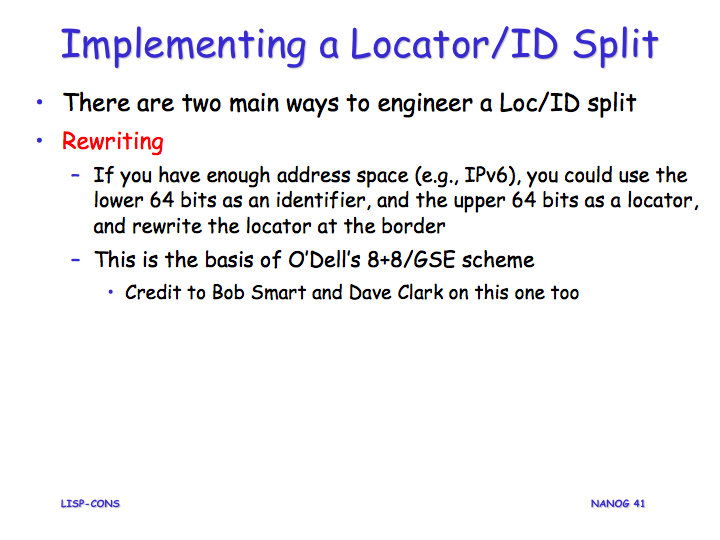 Implementing a Locator/ID Split
• There are two main ways to engineer a Loc/ID split
• Rewriting
– If you have enough address space (e.g., IPv6), you could use the
lower 64 bits as an identifier, and the upper 64 bits as a locator,
and rewrite the locator at the border
– This is the basis of O'Dell's 8+8/GSE scheme
• Credit to Bob Smart and Dave Clark on this one too
LISP-CONS
NANOG 41